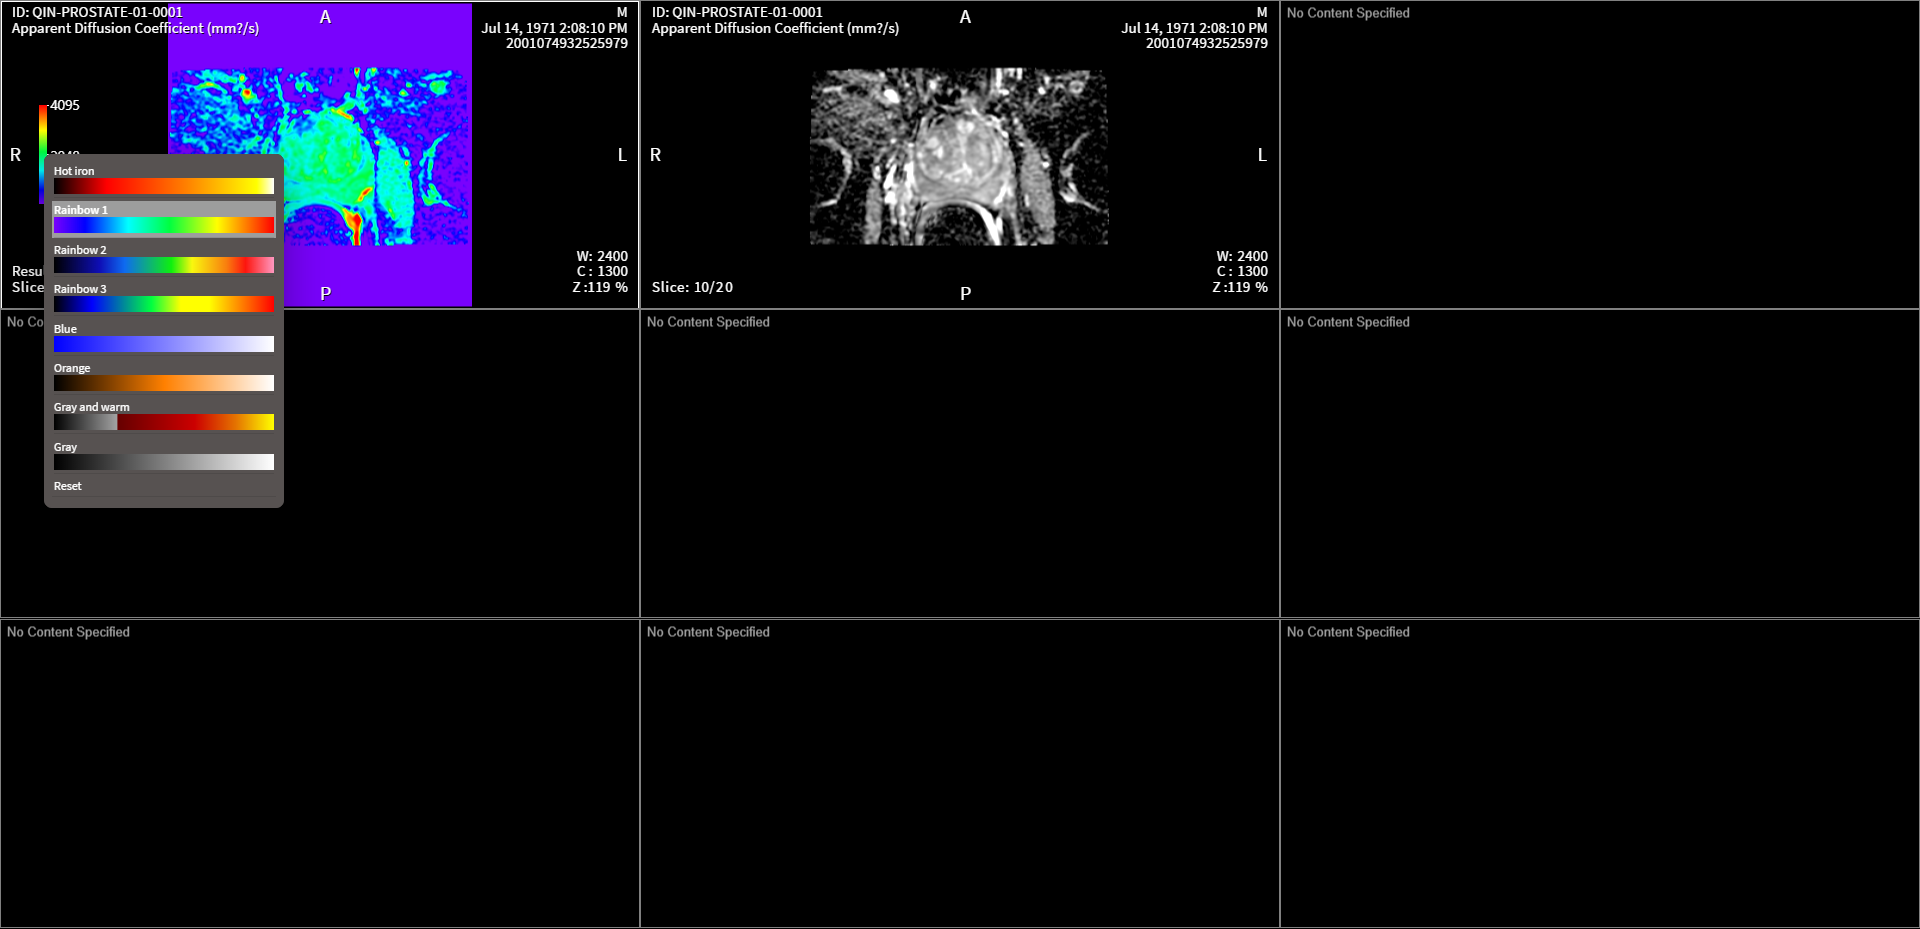 ID: QIN-PROSTATE-01-0001
Apparent Diffusion Coefficient (mm?/s)
A
M
Jul 14, 1971 2:08:10 PM
2001074932525979
4095
R
L
W: 2400
C : 1300
Z :119 %
Resu
Slice
P
Hot iron
Rainbow 1
Rainbow 2
Rainbow 3
Blue
Orange
Gray and warm
Gray
Reset
ID: QIN-PROSTATE-01-0001
Apparent Diffusion Coefficient (mm?/s)
A
M
Jul 14, 1971 2:08:10 PM
2001074932525979
R
L
W: 2400
C : 1300
Z :119 %
Slice: 10/20
P
No Content Specified
No Co
No Content Specified
No Content Specified
No Content Specified
No Content Specified
No Content Specified